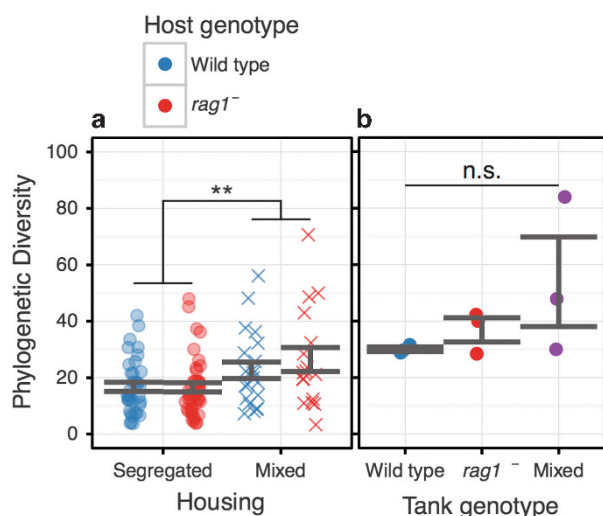 Host genotype
Wild type
rag1⁻
a
b
100
80
60
40
20
0
Phylogenetic Diversity
**
n.s.
Segregated Mixed
Housing
Wild type rag1 ⁻ Mixed
Tank genotype